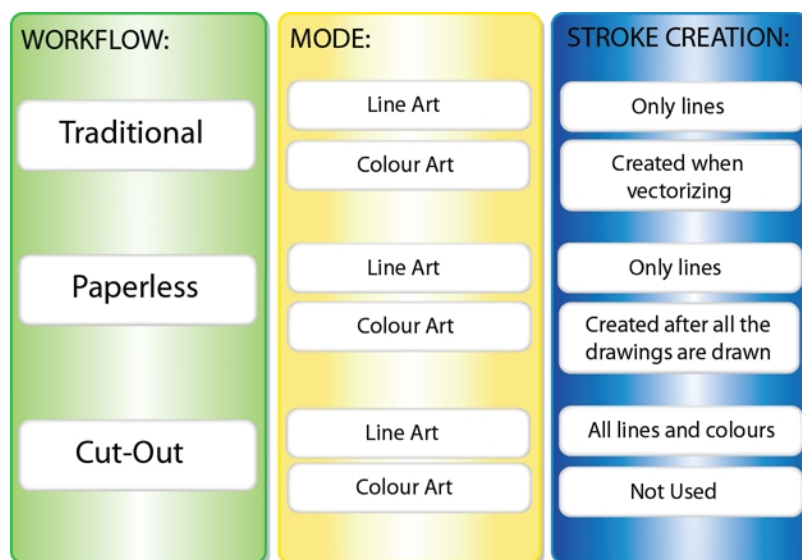 WORKFLOW:
MODE:
STROKE CREATION:
Traditional
Line Art
Only lines
Colour Art
Created when
vectorizing
Paperless
Line Art
Only lines
Colour Art
Created after all the
drawings are drawn
Cut-Out
Line Art
All lines and colours
Colour Art
Not Used